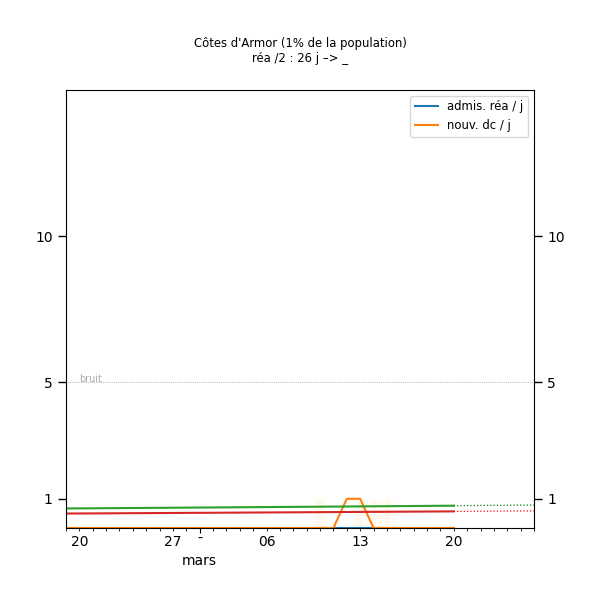 Côtes d'Armor (1% de la population)
réa /2 : 26 j –> _
admis. réa / j
nouv. dc / j
10 10
bruit
5 5
1 1
20 27 - 06 13 20
mars